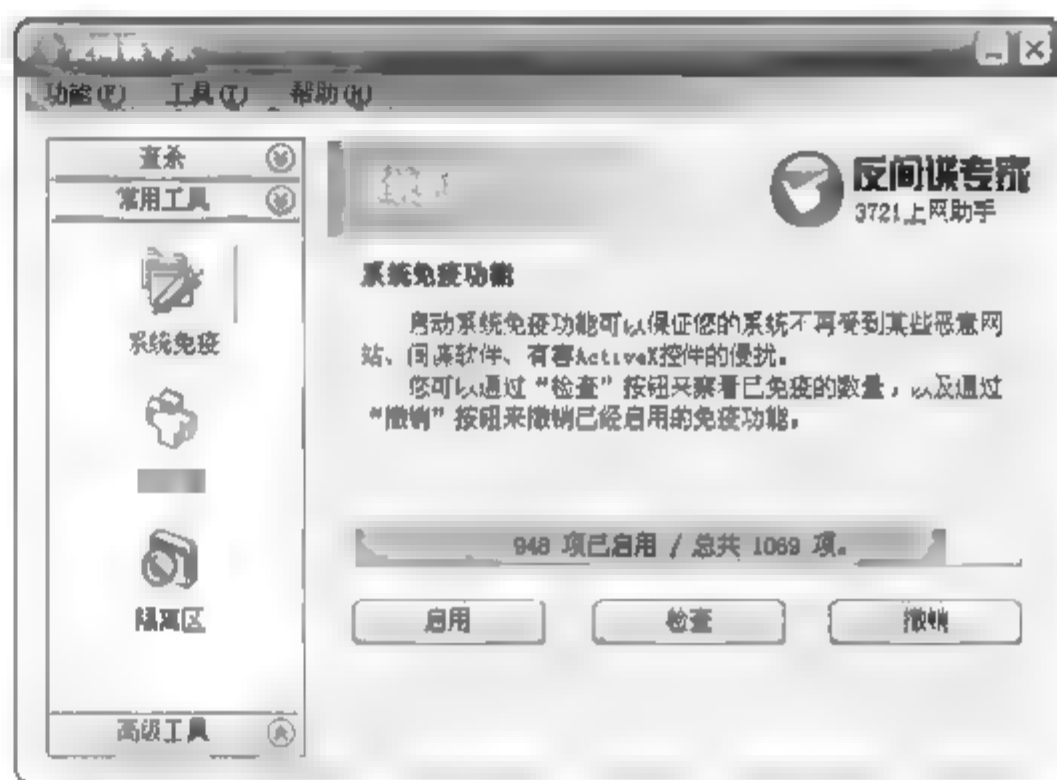 功能(F) 工具(T) 帮助(H)
查杀
常用工具
系统免疫
隔离区
高级工具
反间谍专家
3721上网助手
系统免疫功能
启动系统免疫功能可以保证您的系统不再受到某些恶意网
站、间谍软件、有害ActiveX控件的侵扰。
您可以通过“检查”按钮来察看已免疫的数量，以及通过
“撤销”按钮来撤销已经启用的免疫功能。
948 项已启用 / 总共 1069 项。
启用
检查
撤销